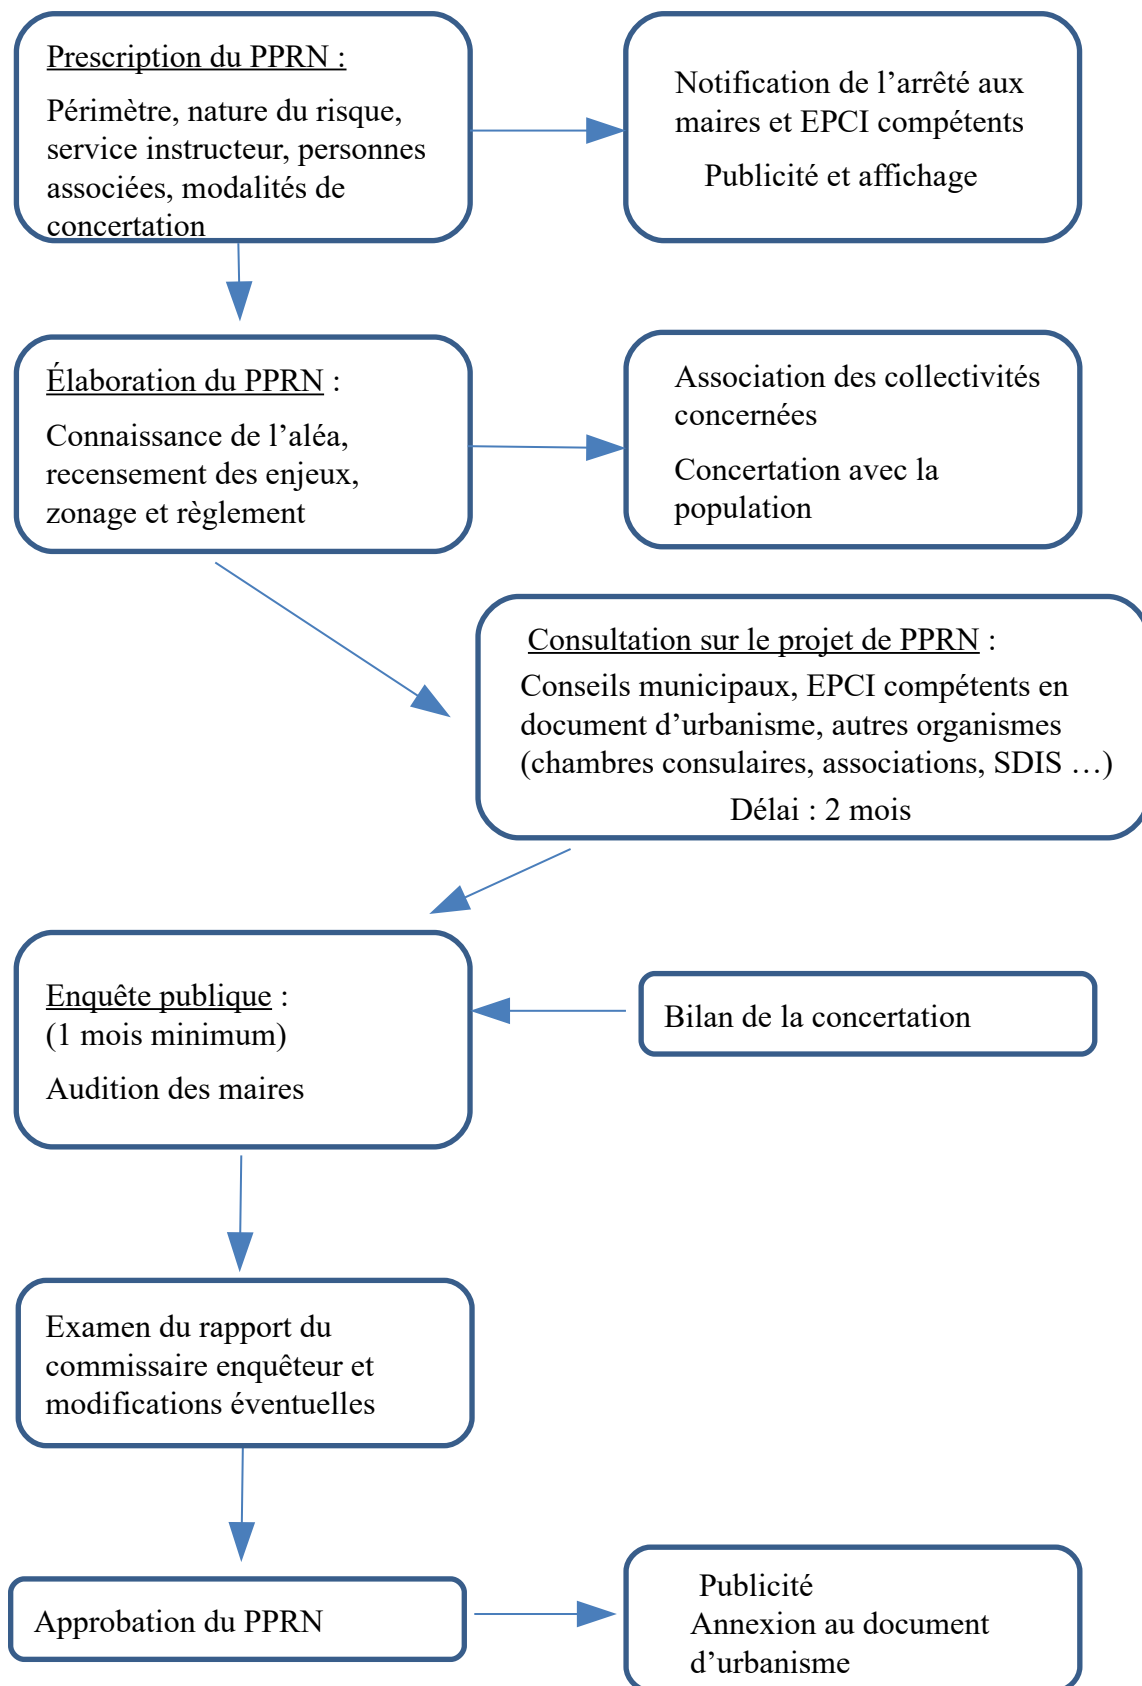 Prescription du PPRN :
Périmètre, nature du risque,
service instructeur, personnes
associées, modalités de
concertation
Notification de l’arrêté aux
maires et EPCI compétents
Publicité et affichage
Élaboration du PPRN :
Connaissance de l’aléa,
recensement des enjeux,
zonage et règlement
Association des collectivités
concernées
Concertation avec la
population
Consultation sur le projet de PPRN :
Conseils municipaux, EPCI compétents en
document d’urbanisme, autres organismes
(chambres consulaires, associations, SDIS …)
Délai : 2 mois
Enquête publique :
(1 mois minimum)
Audition des maires
Bilan de la concertation
Examen du rapport du
commissaire enquêteur et
modifications éventuelles
Approbation du PPRN
Publicité
Annexion au document
d’urbanisme